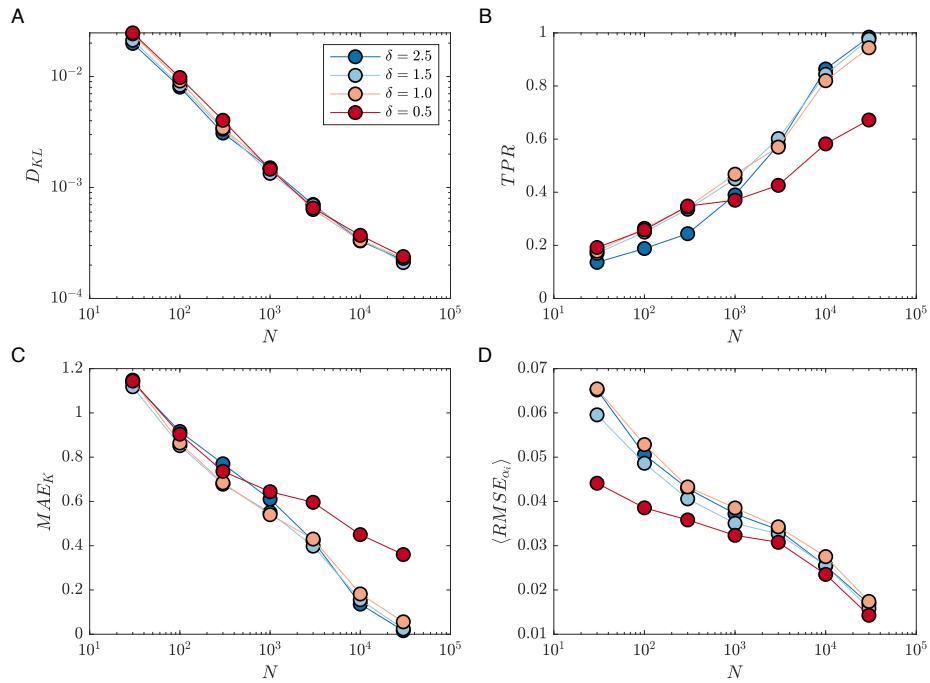 A
10^{-2}
10^{-3}
10^{-4}
D_{KL}
10^1 10^2 10^3 10^4 10^5
N
δ = 2.5
δ = 1.5
δ = 1.0
δ = 0.5
B
1
0.8
0.6
0.4
0.2
0
TPR
10^1 10^2 10^3 10^4 10^5
N
C
1.2
1
0.8
0.6
0.4
0.2
0
MAE_K
10^1 10^2 10^3 10^4 10^5
N
D
0.07
0.06
0.05
0.04
0.03
0.02
0.01
⟨RMSE_{α_i}⟩
10^1 10^2 10^3 10^4 10^5
N